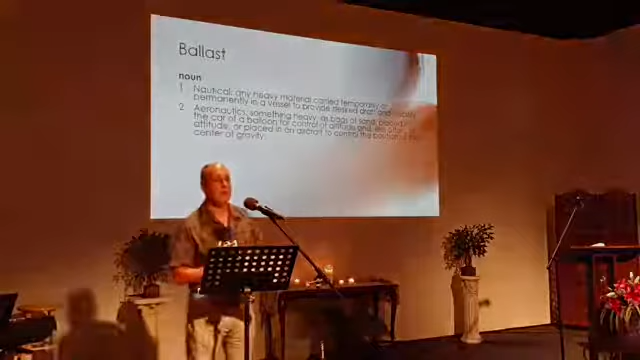 Ballast
noun
1 Nautical: any heavy material carried temporarily or
permanently in a vessel to provide desired draft and stability
2 Aeronautics, something heavy, as bags of sand, placed in
the car of a balloon for control of altitude and
attitude, or placed in an aircraft to control the position of the
center of gravity